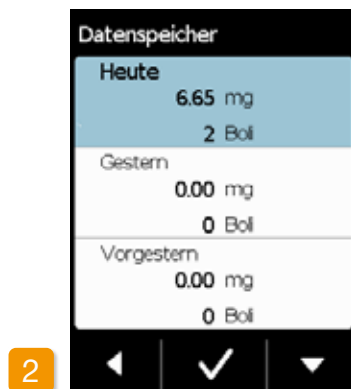 Datenspeicher
Heute
6.65 mg
2 Boli
Gestern
0.00 mg
0 Boli
Vorgestern
0.00 mg
0 Boli
2